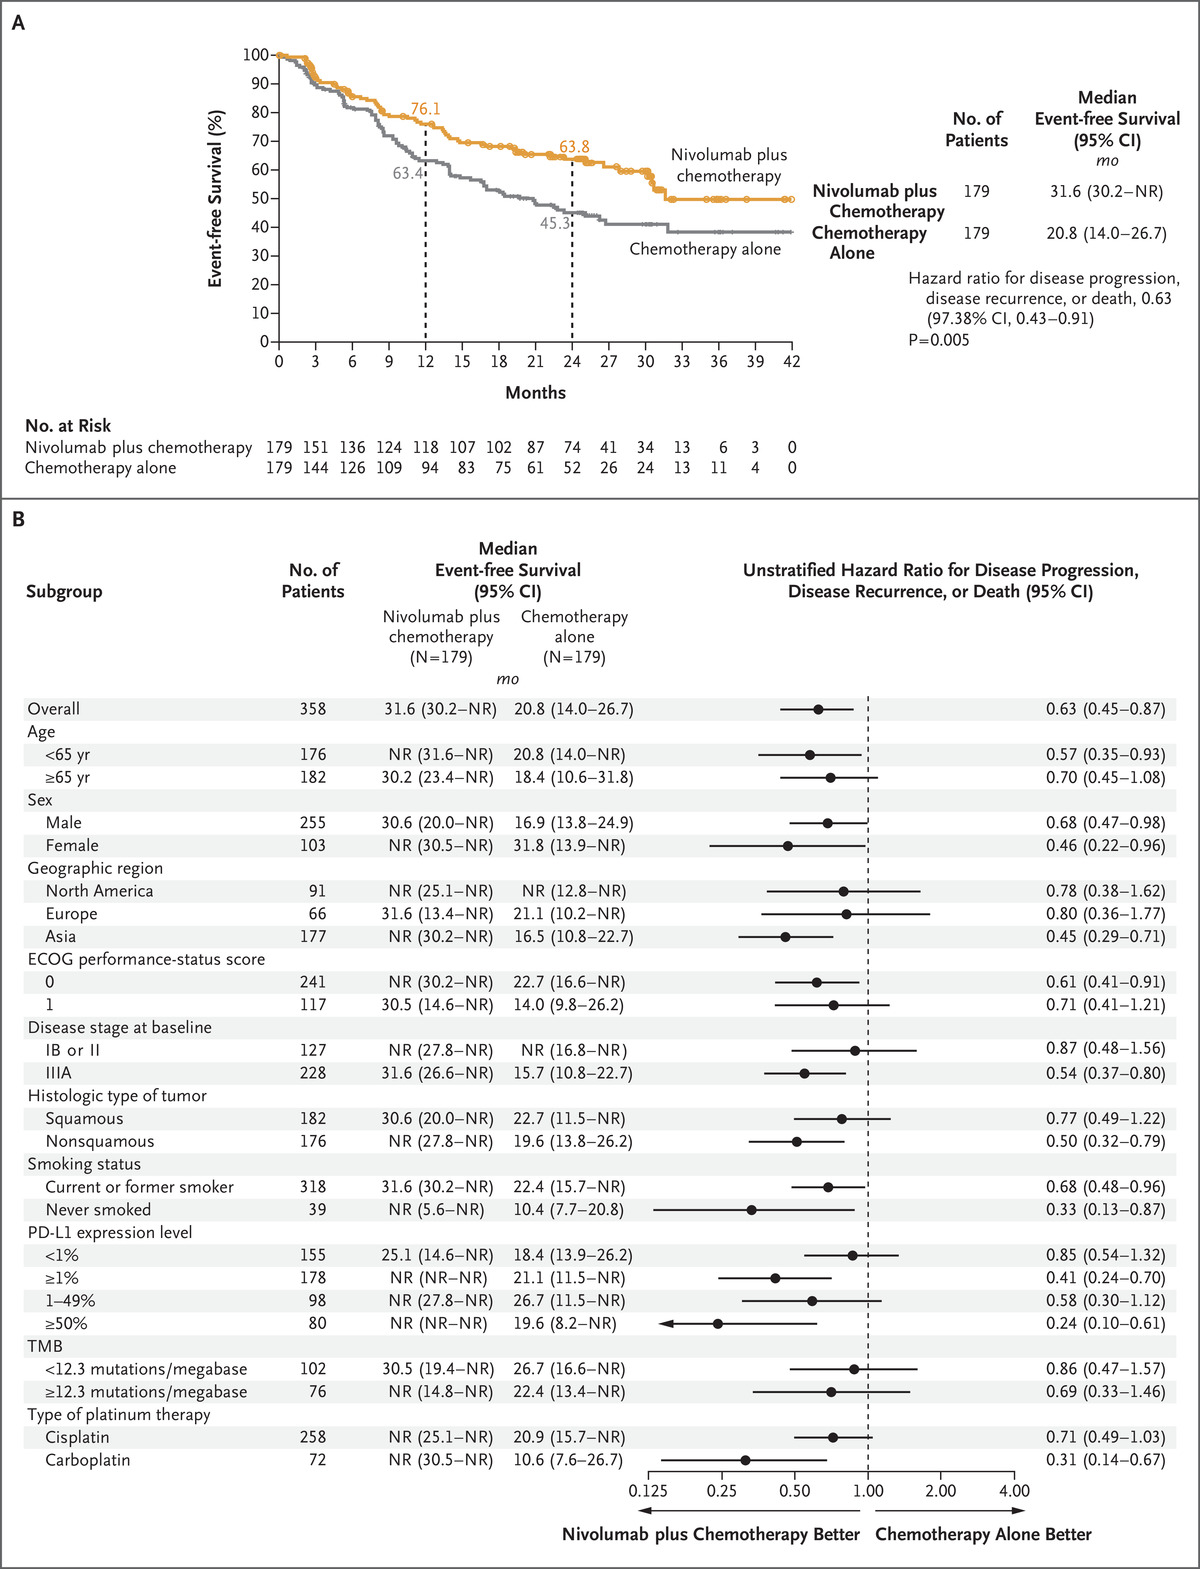 A
100
90
80
70
60
50
40
30
20
10
0
Event-free Survival (%)
76.1
63.4
63.8
45.3
Nivolumab plus
chemotherapy
Chemotherapy alone
0 3 6 9 12 15 18 21 24 27 30 33 36 39 42
Months
No. of
Patients
Median
Event-free Survival
(95% CI)
mo
Nivolumab plus
Chemotherapy
179 31.6 (30.2–NR)
Chemotherapy
Alone
179 20.8 (14.0–26.7)
Hazard ratio for disease progression,
disease recurrence, or death, 0.63
(97.38% CI, 0.43–0.91)
P=0.005
No. at Risk
Nivolumab plus chemotherapy 179 151 136 124 118 107 102 87 74 41 34 13 6 3 0
Chemotherapy alone 179 144 126 109 94 83 75 61 52 26 24 13 11 4 0
B
Subgroup
No. of
Patients
Median
Event-free Survival
(95% CI)
Unstratified Hazard Ratio for Disease Progression,
Disease Recurrence, or Death (95% CI)
Nivolumab plus
chemotherapy
(N=179)
Chemotherapy
alone
(N=179)
mo
Overall 358 31.6 (30.2–NR) 20.8 (14.0–26.7) 0.63 (0.45–0.87)
Age
<65 yr 176 NR (31.6–NR) 20.8 (14.0–NR) 0.57 (0.35–0.93)
≥65 yr 182 30.2 (23.4–NR) 18.4 (10.6–31.8) 0.70 (0.45–1.08)
Sex
Male 255 30.6 (20.0–NR) 16.9 (13.8–24.9) 0.68 (0.47–0.98)
Female 103 NR (30.5–NR) 31.8 (13.9–NR) 0.46 (0.22–0.96)
Geographic region
North America 91 NR (25.1–NR) NR (12.8–NR) 0.78 (0.38–1.62)
Europe 66 31.6 (13.4–NR) 21.1 (10.2–NR) 0.80 (0.36–1.77)
Asia 177 NR (30.2–NR) 16.5 (10.8–22.7) 0.45 (0.29–0.71)
ECOG performance-status score
0 241 NR (30.2–NR) 22.7 (16.6–NR) 0.61 (0.41–0.91)
1 117 30.5 (14.6–NR) 14.0 (9.8–26.2) 0.71 (0.41–1.21)
Disease stage at baseline
IB or II 127 NR (27.8–NR) NR (16.8–NR) 0.87 (0.48–1.56)
IIIA 228 31.6 (26.6–NR) 15.7 (10.8–22.7) 0.54 (0.37–0.80)
Histologic type of tumor
Squamous 182 30.6 (20.0–NR) 22.7 (11.5–NR) 0.77 (0.49–1.22)
Nonsquamous 176 NR (27.8–NR) 19.6 (13.8–26.2) 0.50 (0.32–0.79)
Smoking status
Current or former smoker 318 31.6 (30.2–NR) 22.4 (15.7–NR) 0.68 (0.48–0.96)
Never smoked 39 NR (5.6–NR) 10.4 (7.7–20.8) 0.33 (0.13–0.87)
PD-L1 expression level
<1% 155 25.1 (14.6–NR) 18.4 (13.9–26.2) 0.85 (0.54–1.32)
≥1% 178 NR (NR–NR) 21.1 (11.5–NR) 0.41 (0.24–0.70)
1–49% 98 NR (27.8–NR) 26.7 (11.5–NR) 0.58 (0.30–1.12)
≥50% 80 NR (NR–NR) 19.6 (8.2–NR) 0.24 (0.10–0.61)
TMB
<12.3 mutations/megabase 102 30.5 (19.4–NR) 26.7 (16.6–NR) 0.86 (0.47–1.57)
≥12.3 mutations/megabase 76 NR (14.8–NR) 22.4 (13.4–NR) 0.69 (0.33–1.46)
Type of platinum therapy
Cisplatin 258 NR (25.1–NR) 20.9 (15.7–NR) 0.71 (0.49–1.03)
Carboplatin 72 NR (30.5–NR) 10.6 (7.6–26.7) 0.31 (0.14–0.67)
0.125 0.25 0.50 1.00 2.00 4.00
Nivolumab plus Chemotherapy Better Chemotherapy Alone Better